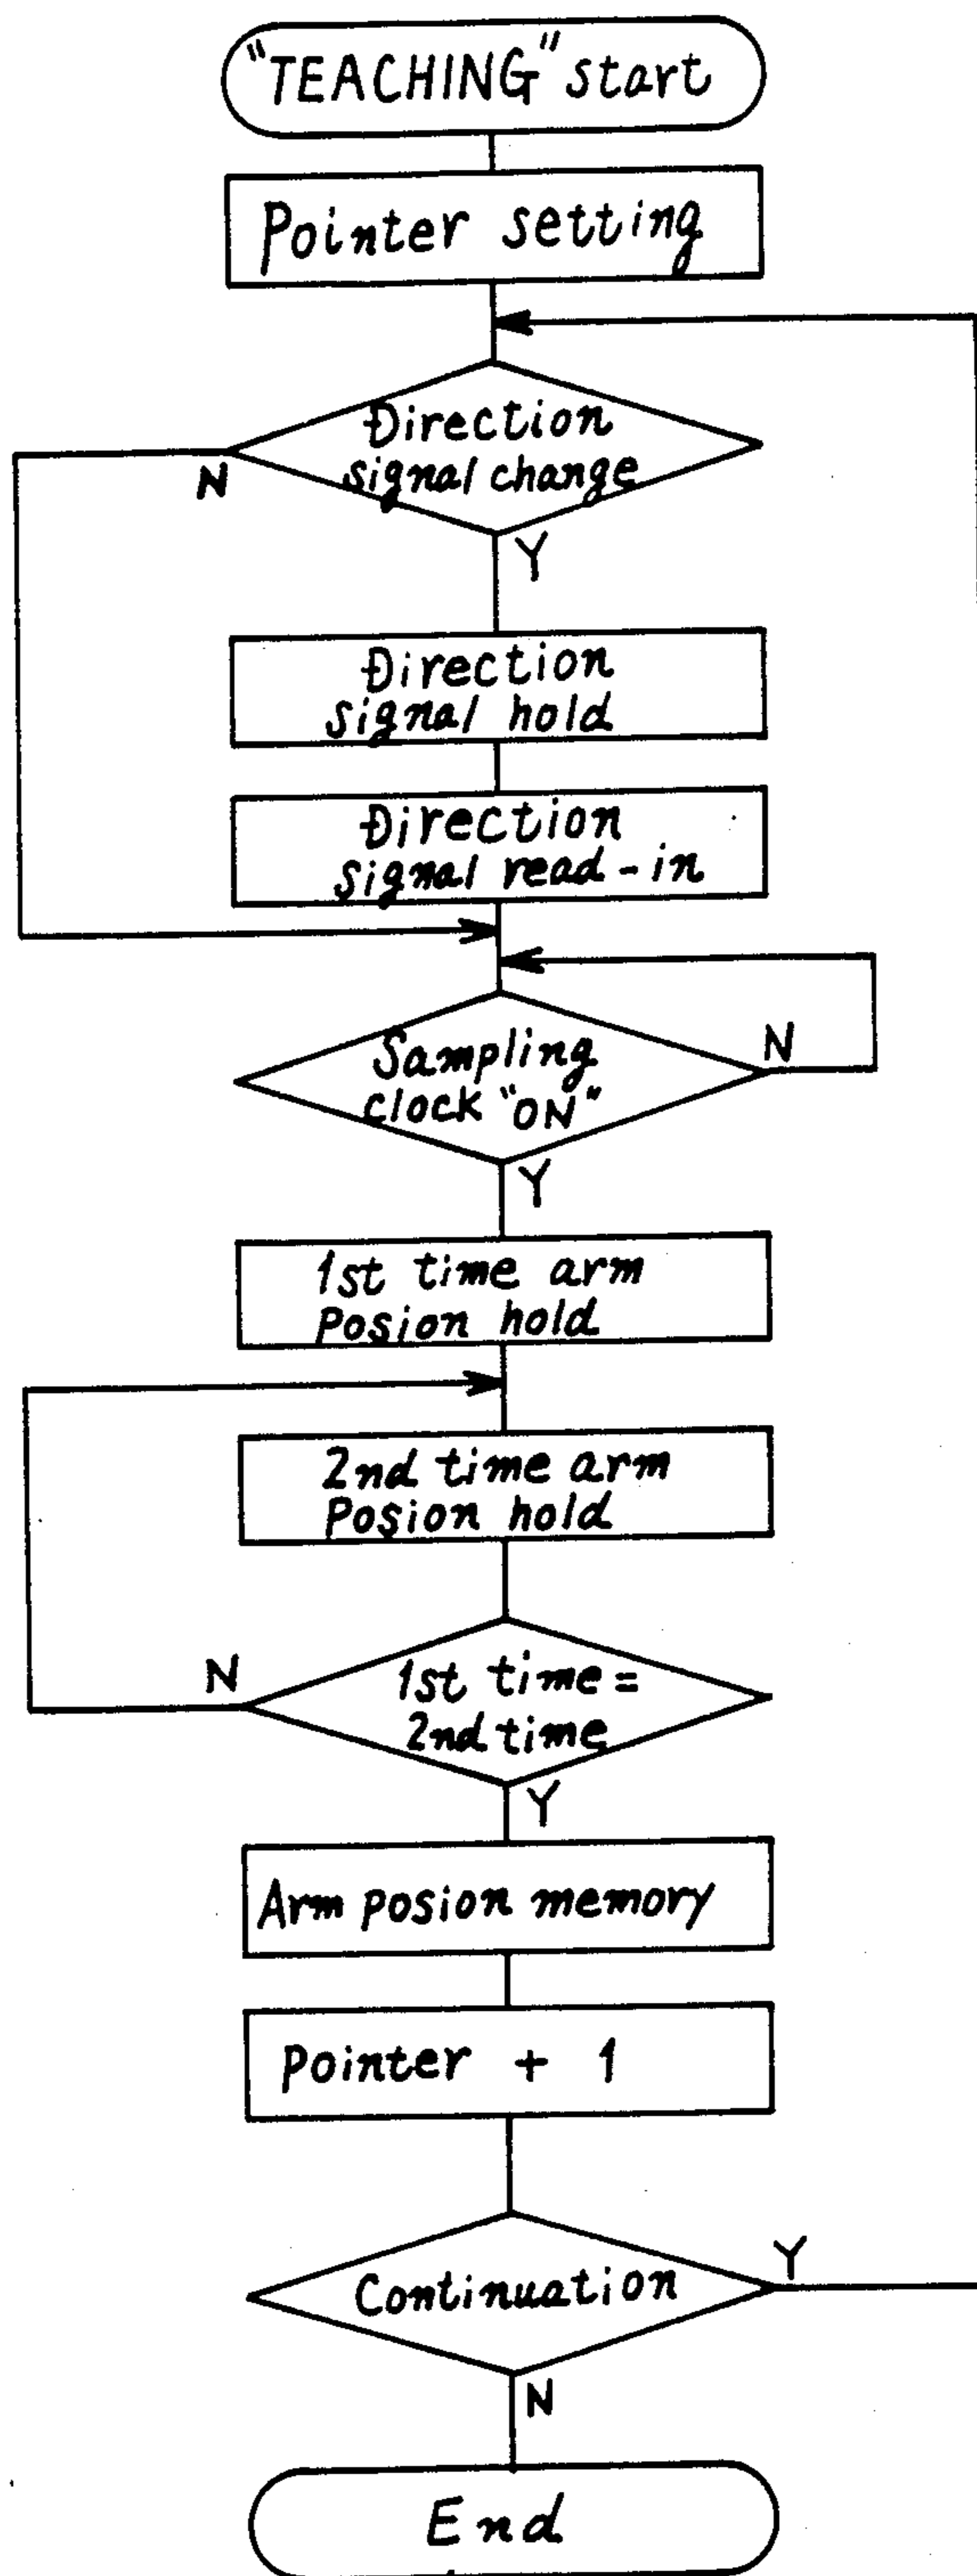 "TEACHING" start
Pointer setting
Direction
signal change
N
Y
Direction
signal hold
Direction
signal read-in
Sampling
clock "ON"
N
Y
1st time arm
Posion hold
2nd time arm
Posion hold
N
1st time =
2nd time
Y
Arm posion memory
Pointer + 1
Y
Continuation
N
End